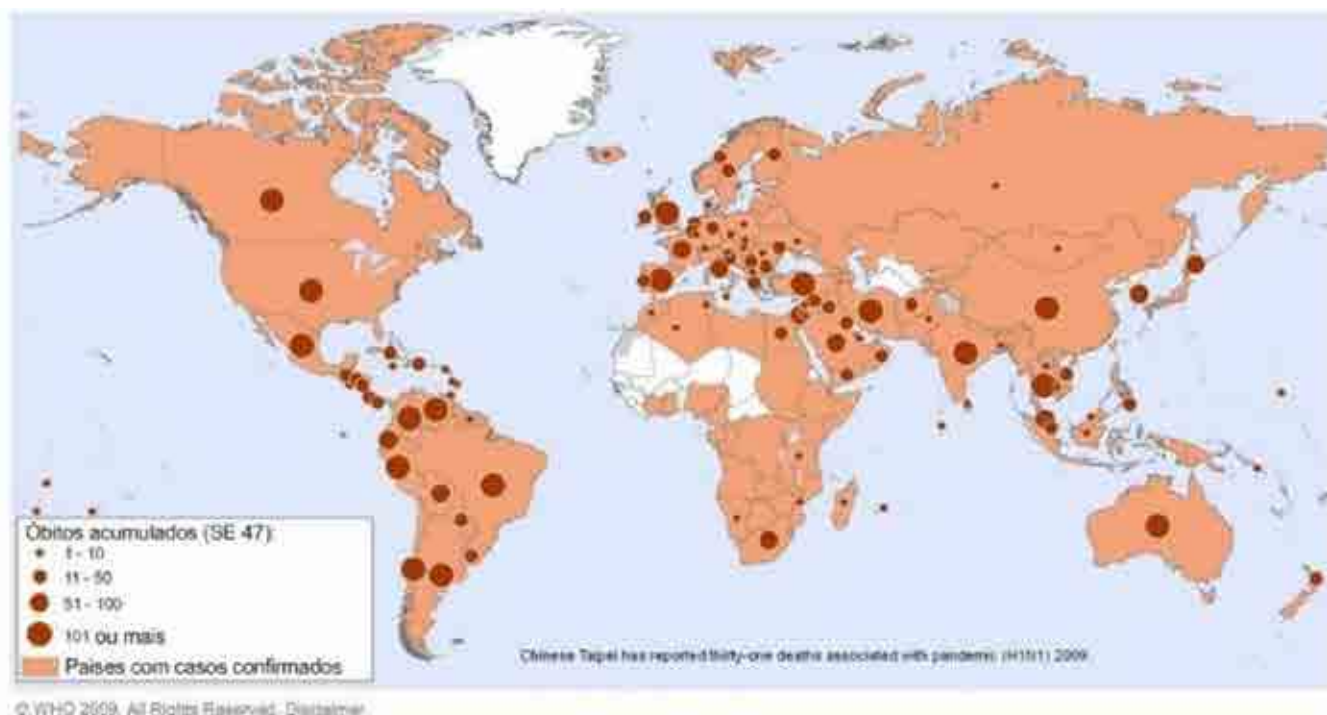 Óbitos acumulados (SE 47):
1 - 10
11 - 50
51 - 100
101 ou mais
Países com casos confirmados
Chinese Taipei has reported thirty-one deaths associated with pandemic (H1N1) 2009
© WHO 2009. All Rights Reserved. Disclaimer.